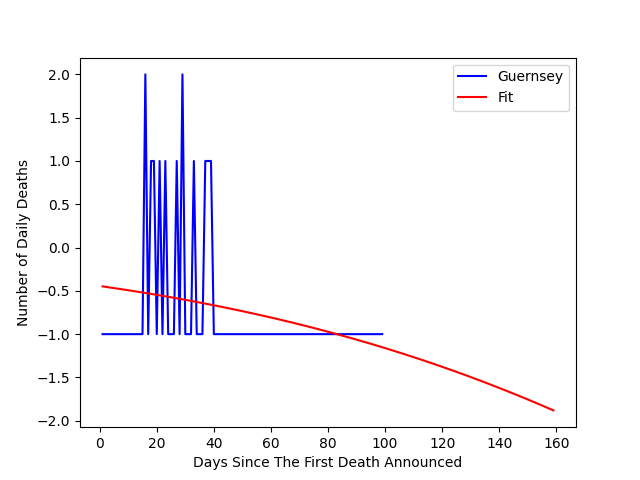 Guernsey
Fit
Number of Daily Deaths
2.0
1.5
1.0
0.5
0.0
−0.5
−1.0
−1.5
−2.0
0 20 40 60 80 100 120 140 160
Days Since The First Death Announced